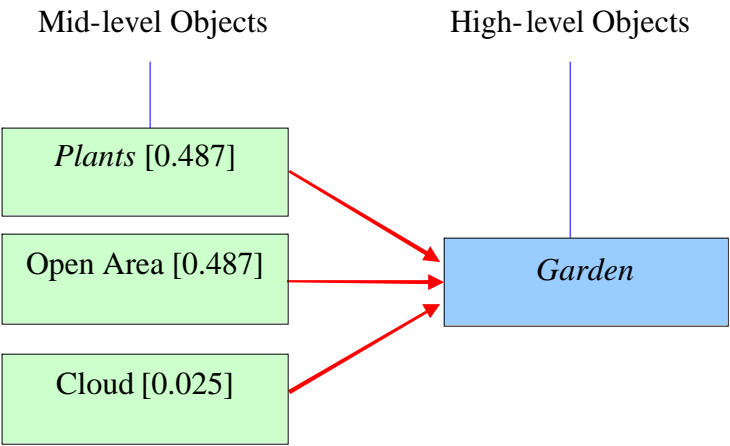 Mid-level Objects
High-level Objects
Plants [0.487]
Open Area [0.487]
Garden
Cloud [0.025]